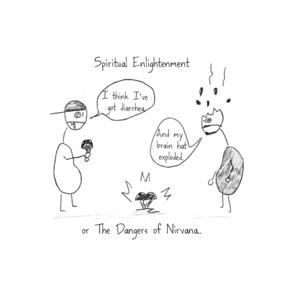 Spiritual Enlightenment
I think I've
got diarrhea.
And my
brain hat
exploded.
or The Dangers of Nirvana.